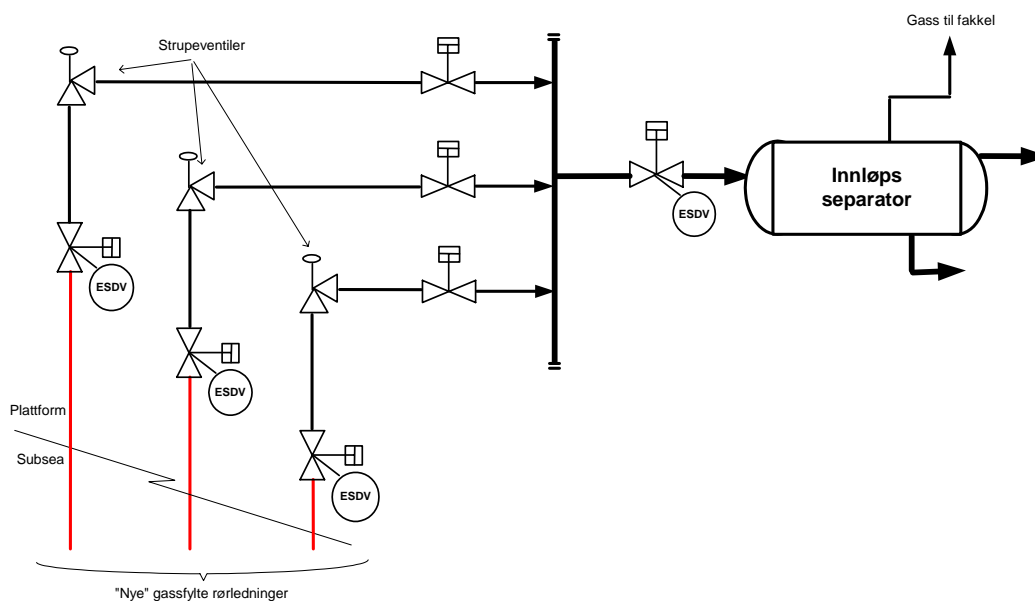 Gass til fakkel
Strupeventiler
Innløps
separator
ESDV
ESDV
ESDV
ESDV
Plattform
Subsea
"Nye" gassfylte rørledninger